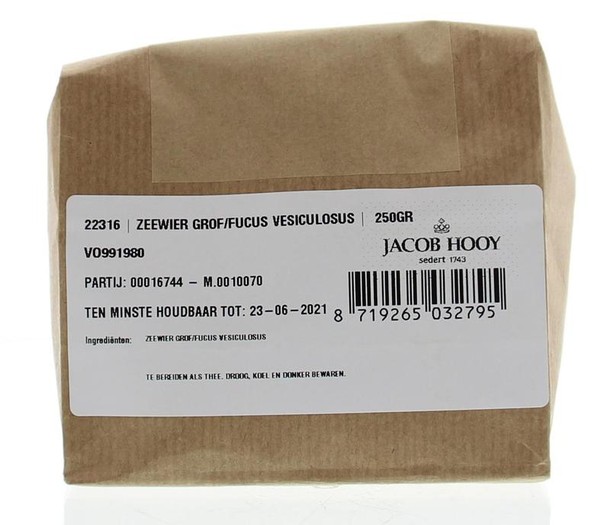 22316 | ZEEWIER GROF/FUCUS VESICULOSUS | 250GR
VO991980
JACOB HOOY
sedert 1743
PARTIJ: 00016744 – M.0010070
TEN MINSTE HOUDBAAR TOT: 23-06-2021
8 719265 032795
Ingrediënten: ZEEWIER GROF/FUCUS VESICULOSUS
TE BEREIDEN ALS THEE. DROOG, KOEL EN DONKER BEWAREN.